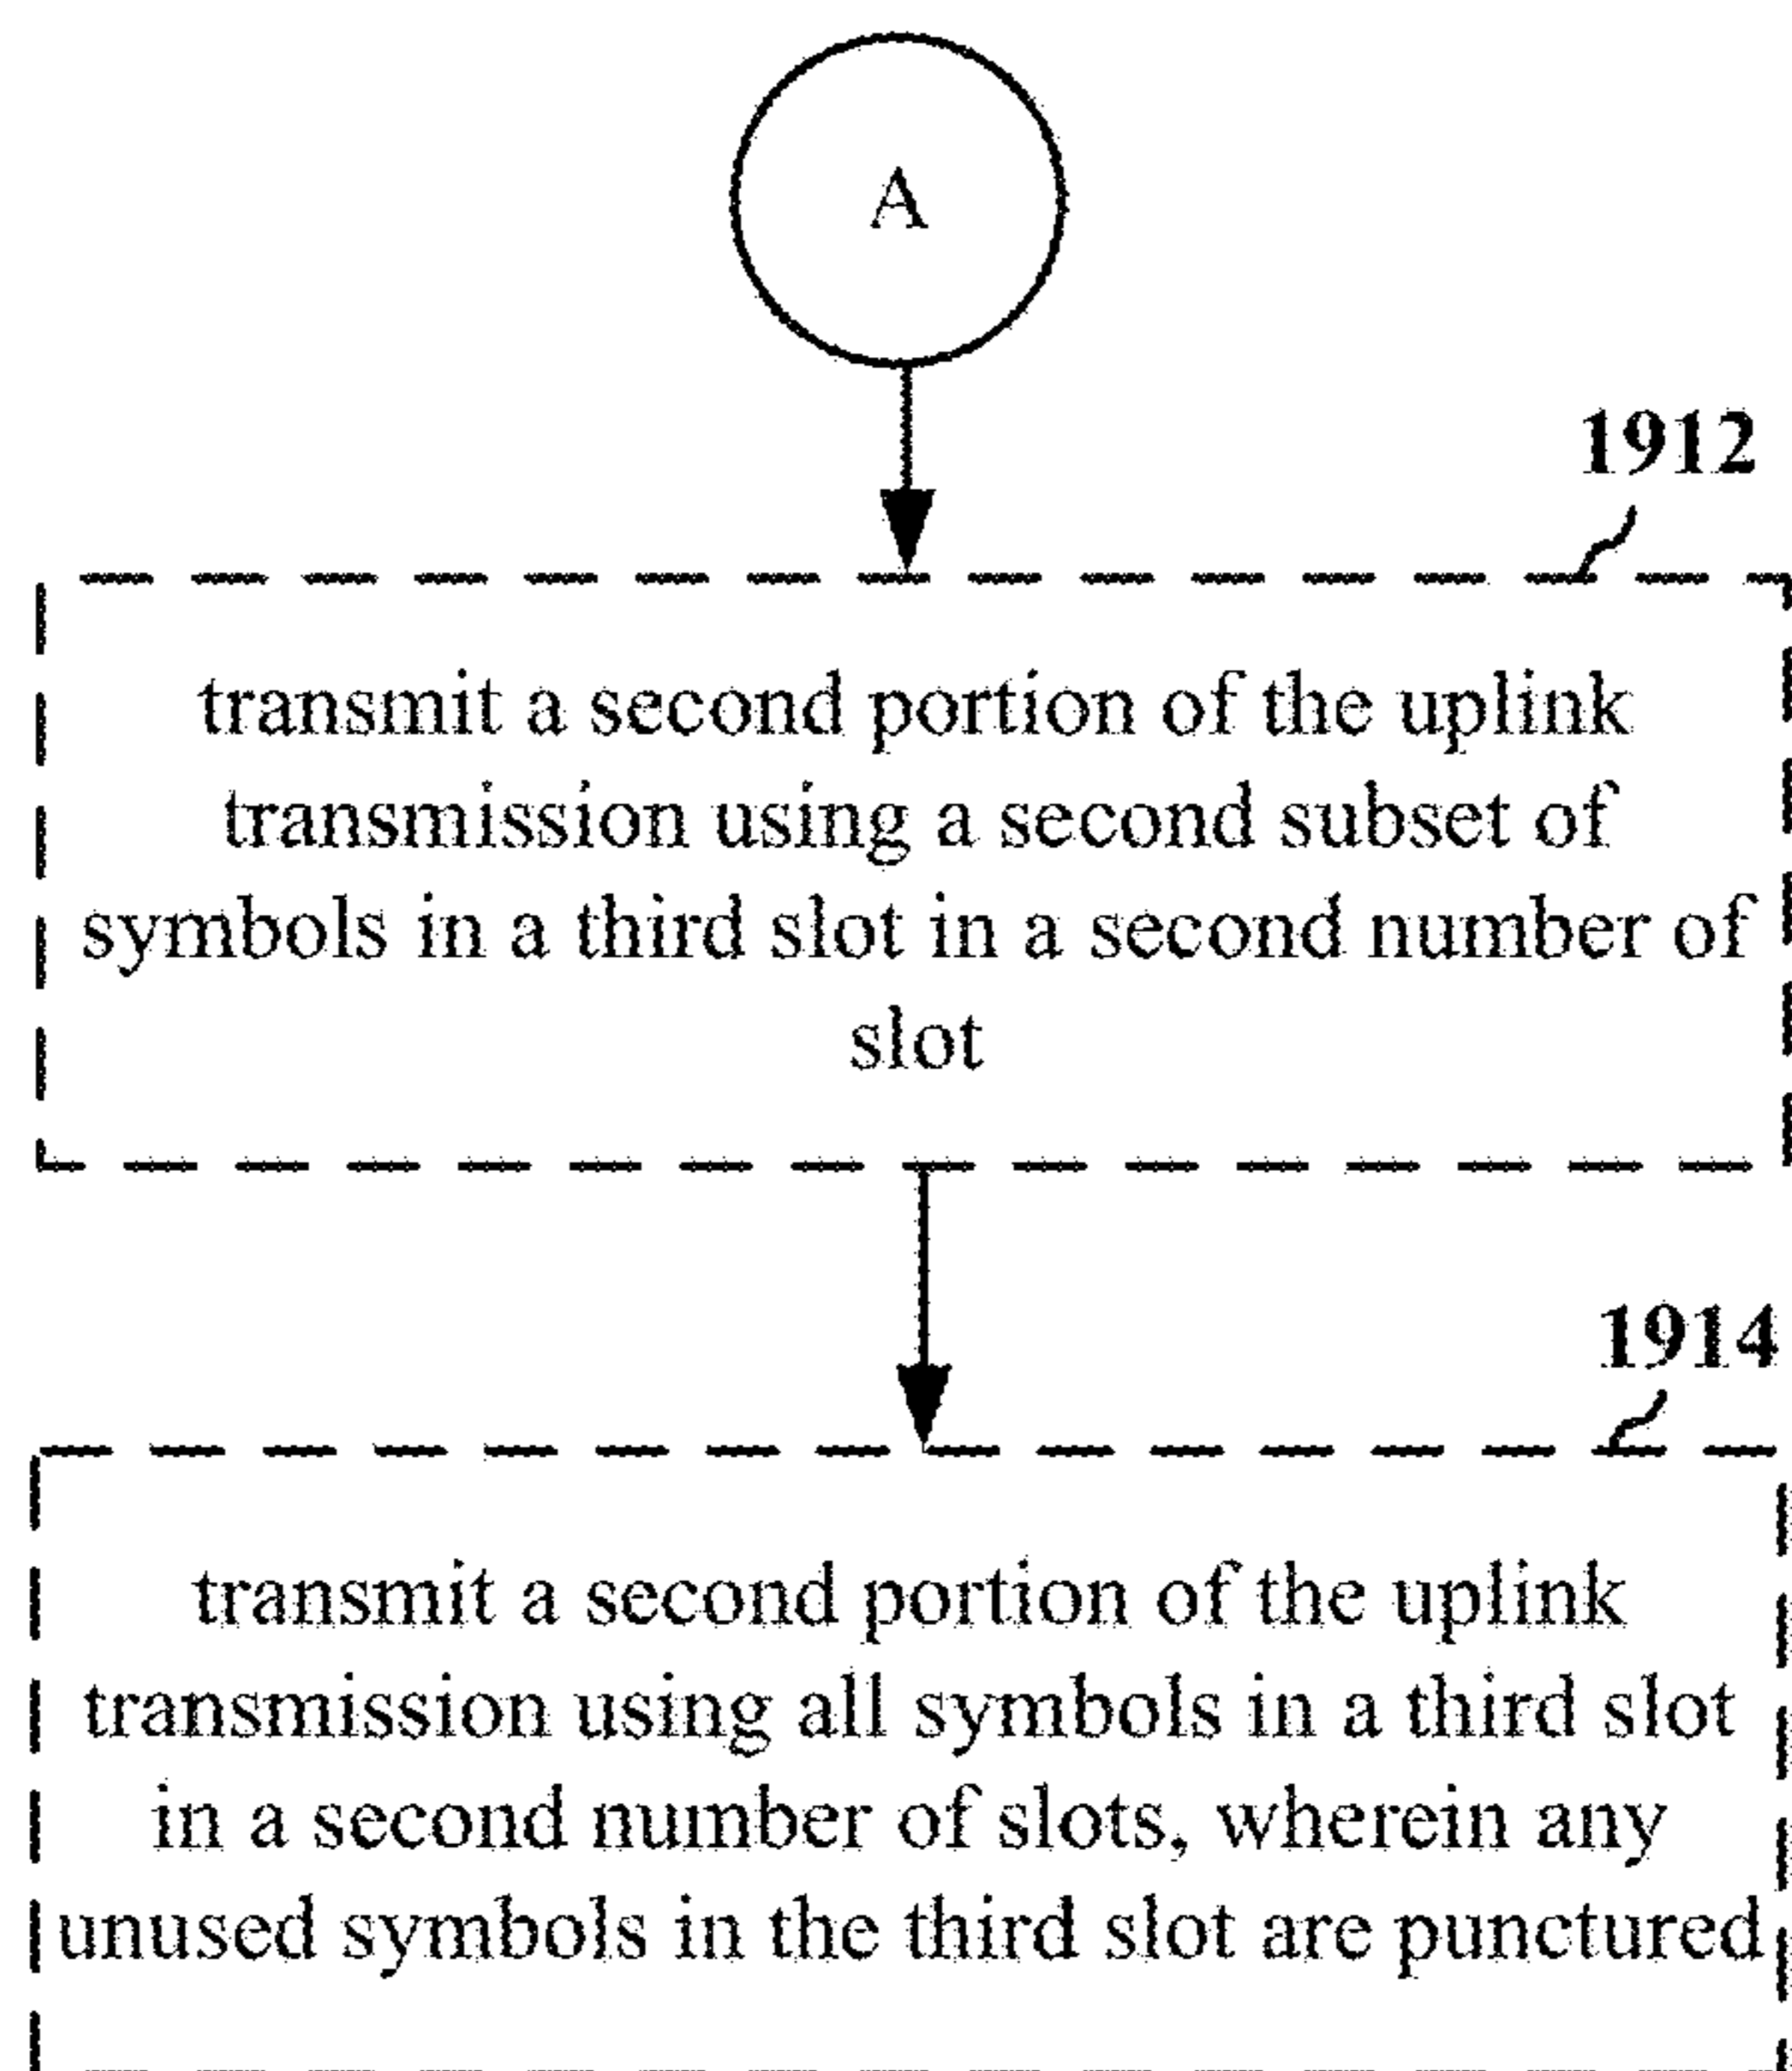 A
1912
transmit a second portion of the uplink
transmission using a second subset of
symbols in a third slot in a second number of
slot
1914
transmit a second portion of the uplink
transmission using all symbols in a third slot
in a second number of slots, wherein any
unused symbols in the third slot are punctured